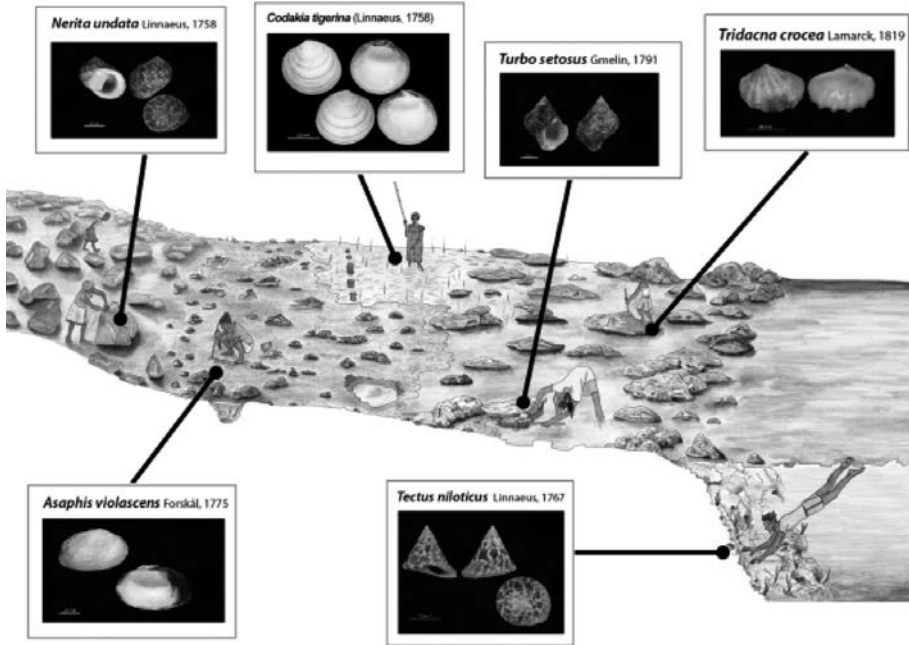 Nerita undata Linnaeus, 1758
Codakia tigerina (Linnaeus, 1758)
Turbo setosus Gmelin, 1791
Tridacna crocea Lamarck, 1819
Asaphis violascens Forskål, 1775
Tectus niloticus Linnaeus, 1767